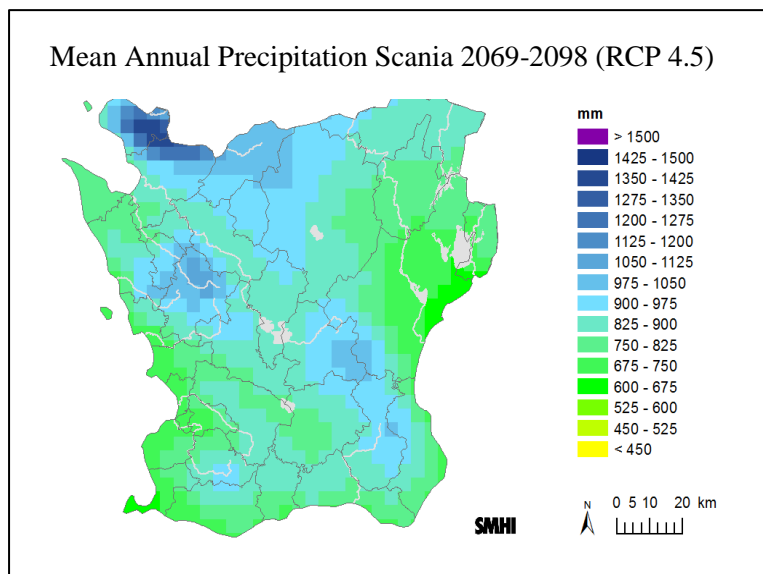 Mean Annual Precipitation Scania 2069-2098 (RCP 4.5)
mm
> 1500
1425 - 1500
1350 - 1425
1275 - 1350
1200 - 1275
1125 - 1200
1050 - 1125
975 - 1050
900 - 975
825 - 900
750 - 825
675 - 750
600 - 675
525 - 600
450 - 525
< 450
SMHI
N
0 5 10 20 km